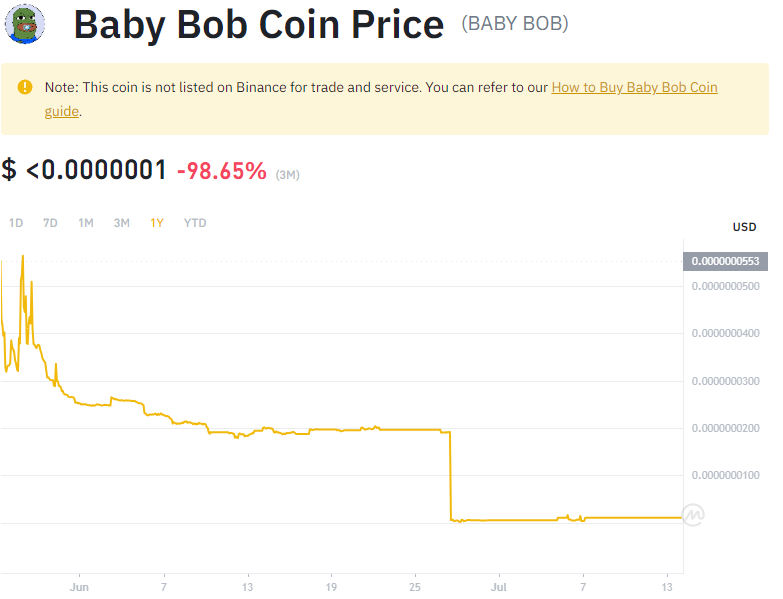 Baby Bob Coin Price (BABY BOB)
Note: This coin is not listed on Binance for trade and service. You can refer to our How to Buy Baby Bob Coin
guide.
$ <0.0000001 -98.65% (3M)
1D 7D 1M 3M 1Y YTD
USD
0.0000000553
0.0000000500
0.0000000400
0.0000000300
0.0000000200
0.0000000100
Jun 7 13 19 25 Jul 7 13